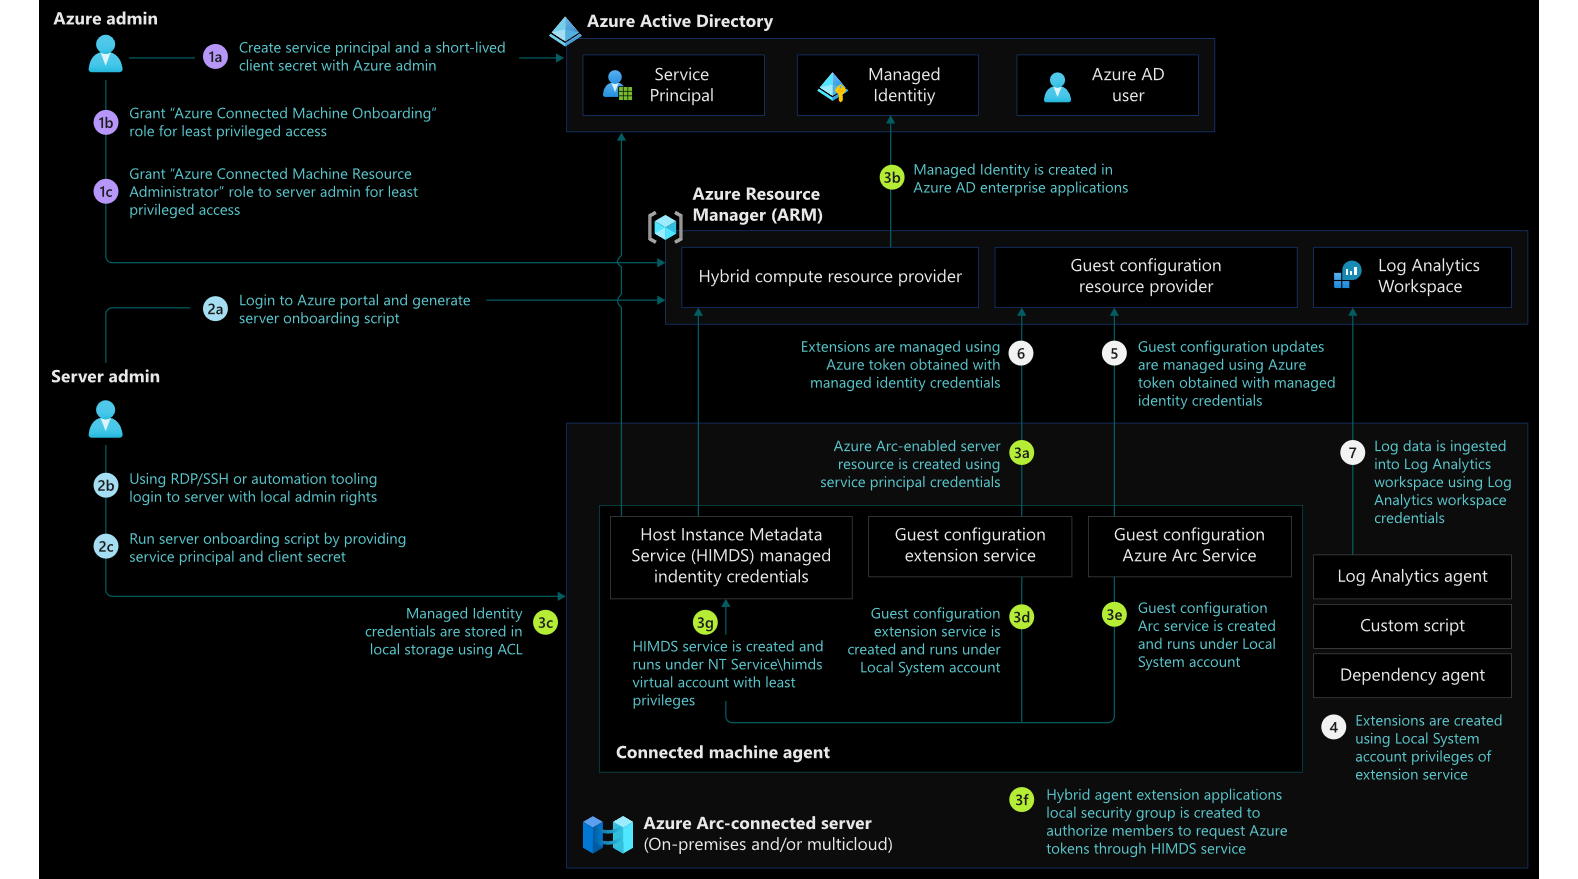 Azure admin
1a
Create service principal and a short-lived
client secret with Azure admin
1b
Grant “Azure Connected Machine Onboarding”
role for least privileged access
1c
Grant “Azure Connected Machine Resource
Administrator” role to server admin for least
privileged access
Azure Active Directory
Service
Principal
Managed
Identitiy
Azure AD
user
3b
Managed Identity is created in
Azure AD enterprise applications
Azure Resource
Manager (ARM)
Hybrid compute resource provider
Guest configuration
resource provider
Log Analytics
Workspace
2a
Login to Azure portal and generate
server onboarding script
Server admin
2b
Using RDP/SSH or automation tooling
login to server with local admin rights
2c
Run server onboarding script by providing
service principal and client secret
Extensions are managed using
Azure token obtained with
managed identity credentials
6
5
Guest configuration updates
are managed using Azure
token obtained with managed
identity credentials
Azure Arc-enabled server
resource is created using
service principal credentials
3a
7
Log data is ingested
into Log Analytics
workspace using Log
Analytics workspace
credentials
Host Instance Metadata
Service (HIMDS) managed
indentity credentials
Guest configuration
extension service
Guest configuration
Azure Arc Service
Log Analytics agent
Custom script
Dependency agent
Managed Identity
credentials are stored in
local storage using ACL
3c
3g
HIMDS service is created and
runs under NT Service\himds
virtual account with least
privileges
Guest configuration
extension service is
created and runs under
Local System account
3d
3e
Guest configuration
Arc service is created
and runs under Local
System account
4
Extensions are created
using Local System
account privileges of
extension service
Connected machine agent
3f
Hybrid agent extension applications
local security group is created to
authorize members to request Azure
tokens through HIMDS service
Azure Arc-connected server
(On-premises and/or multicloud)